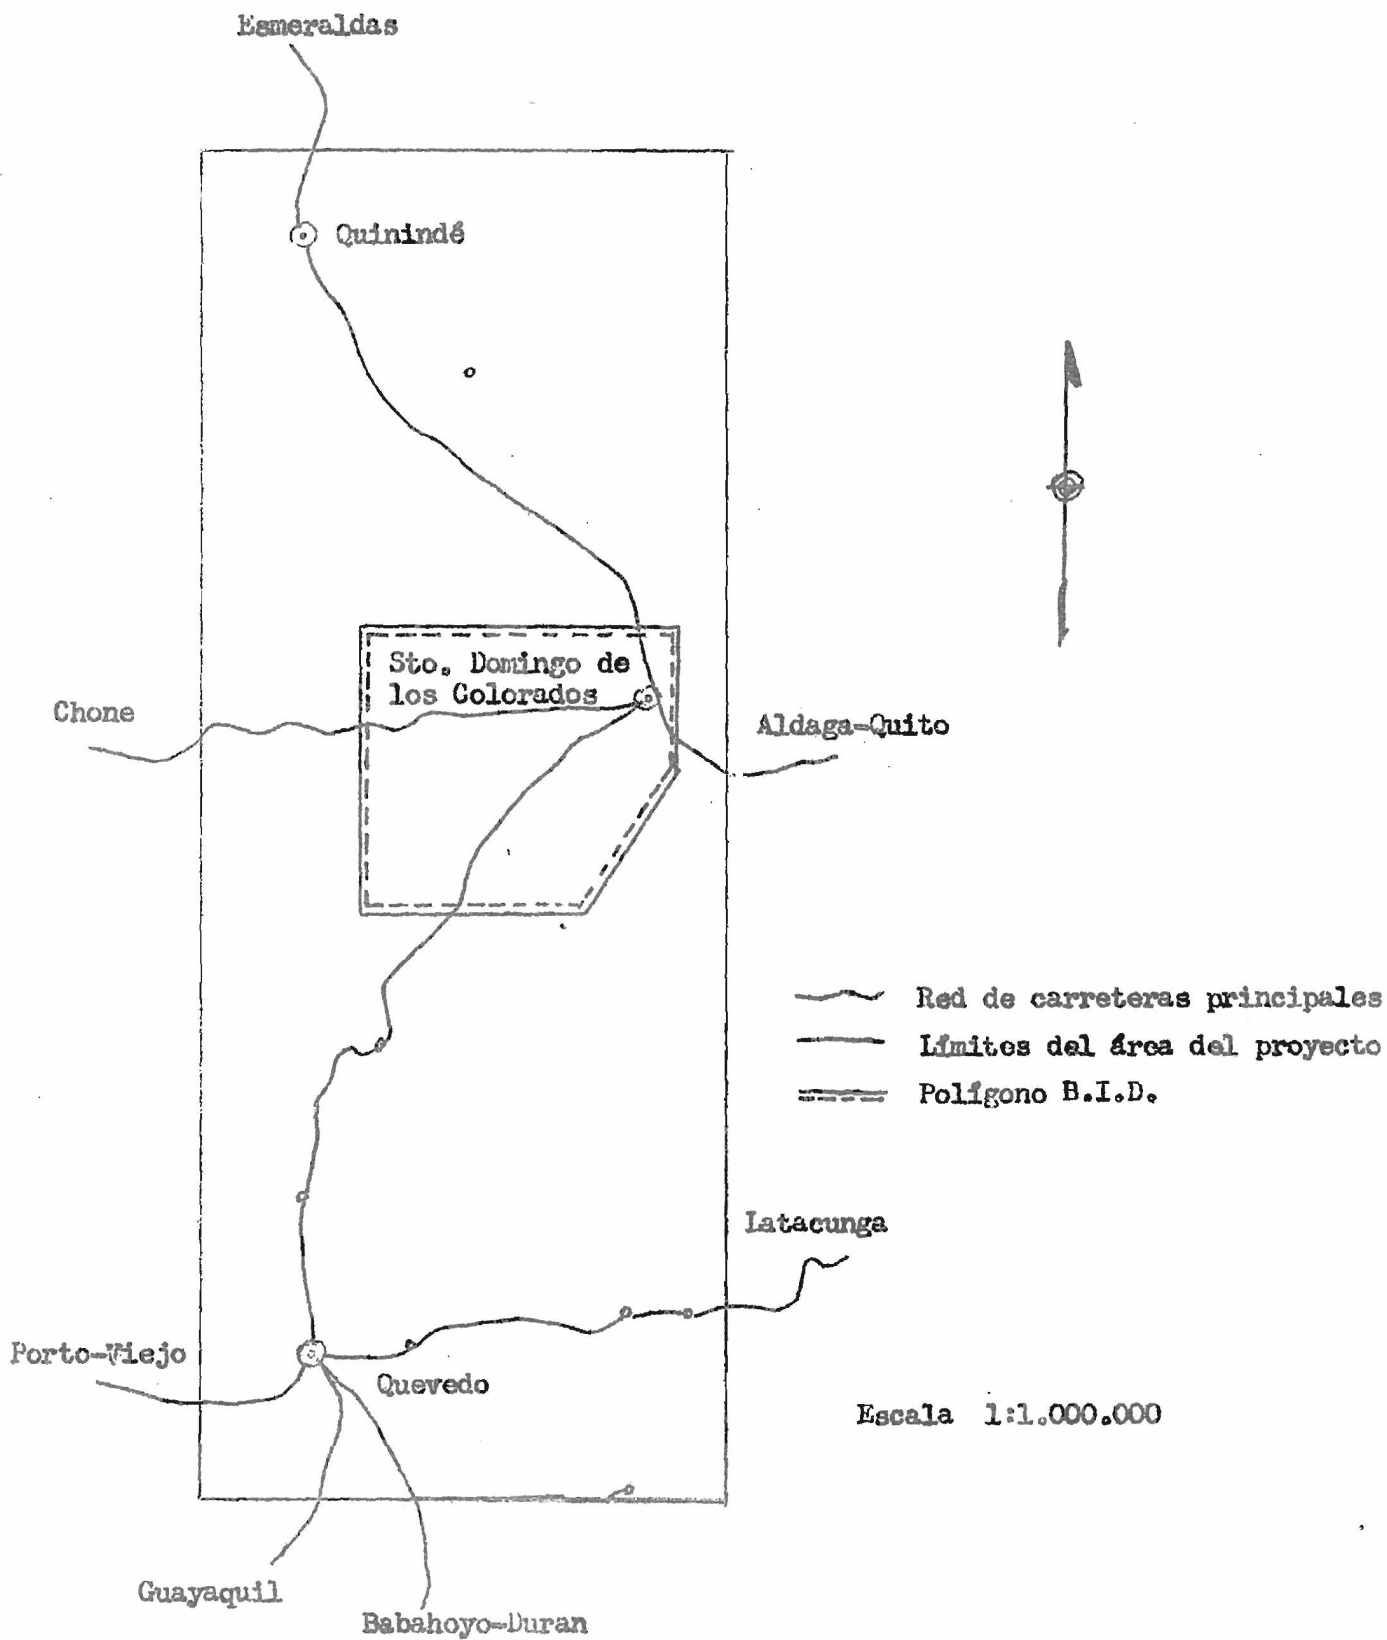 Esmeraldas
Quinindé
Sto. Domingo de
los Colorados
Chone
Aldaga-Quito
Red de carreteras principales
Límites del área del proyecto
Polígono B.I.D.
Latacunga
Porto-Viejo
Quevedo
Escala 1:1.000.000
Guayaquil
Babahoyo-Duran